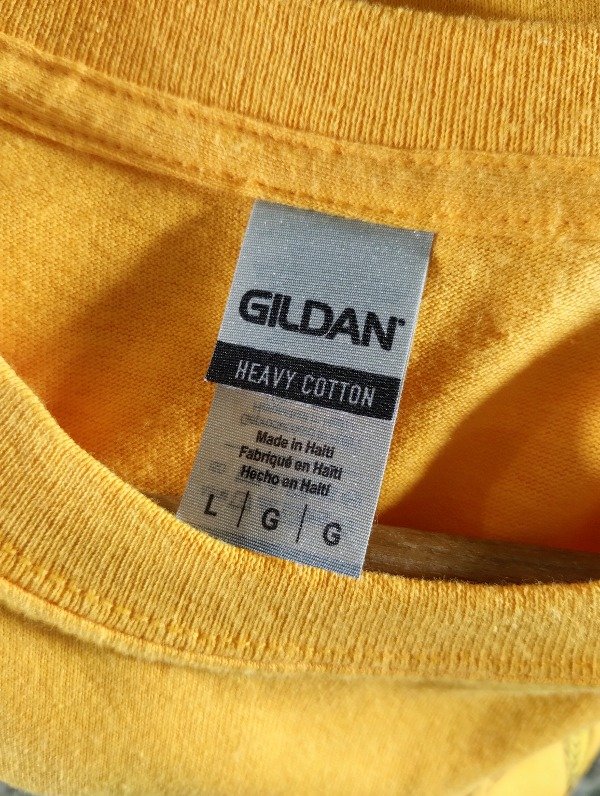 GILDAN
HEAVY COTTON
Made in Haiti
Fabriqué en Haïti
Hecho en Haití
L | G | G